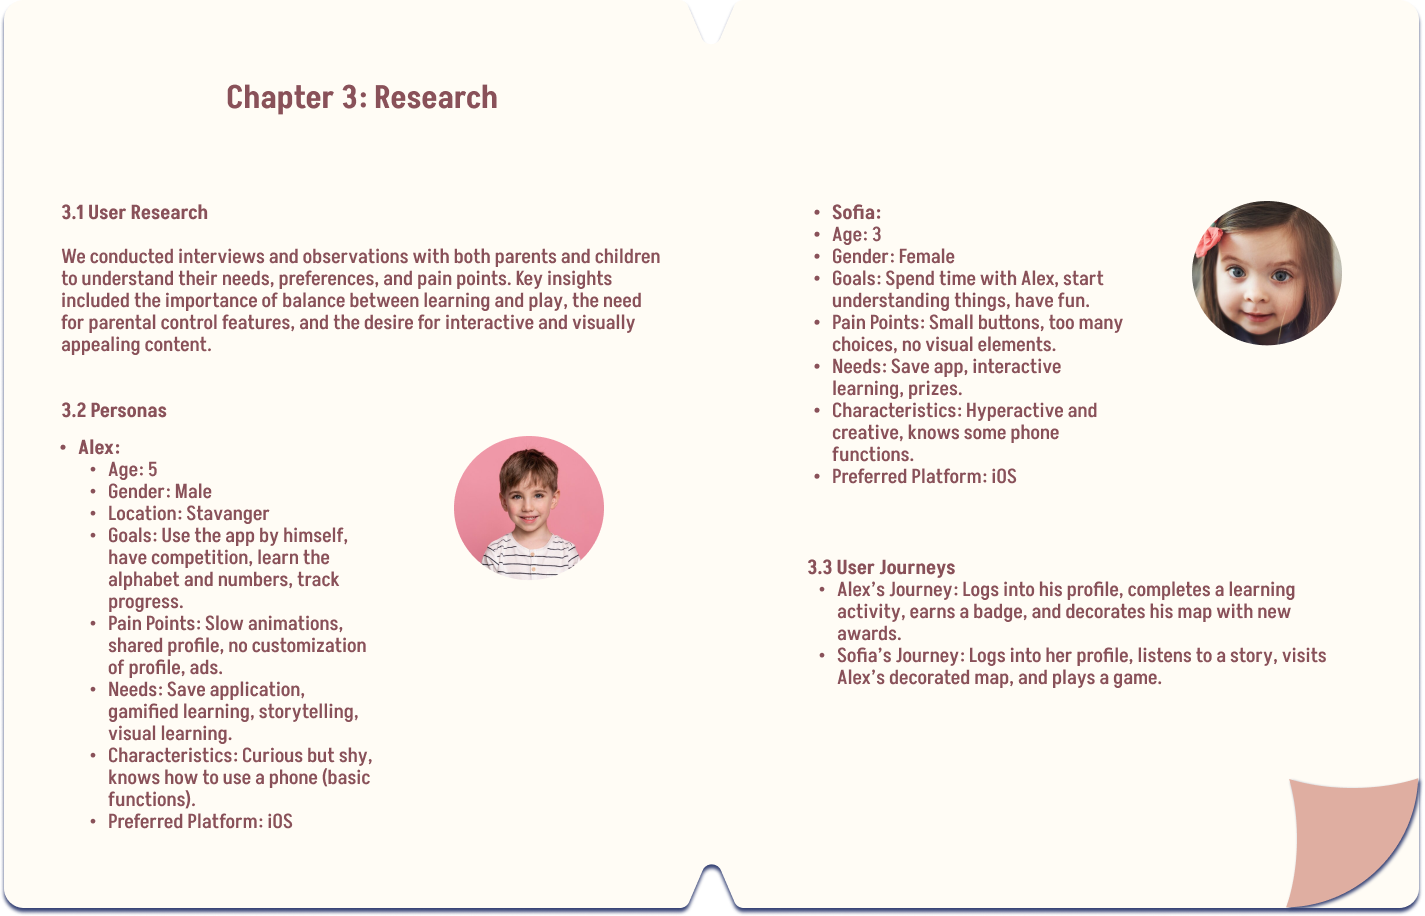 Chapter 3: Research
3.1 User Research
We conducted interviews and observations with both parents and children
to understand their needs, preferences, and pain points. Key insights
included the importance of balance between learning and play, the need
for parental control features, and the desire for interactive and visually
appealing content.
3.2 Personas
• Alex:
• Age: 5
• Gender: Male
• Location: Stavanger
• Goals: Use the app by himself,
have competition, learn the
alphabet and numbers, track
progress.
• Pain Points: Slow animations,
shared profile, no customization
of profile, ads.
• Needs: Save application,
gamified learning, storytelling,
visual learning.
• Characteristics: Curious but shy,
knows how to use a phone (basic
functions).
• Preferred Platform: iOS
• Sofia:
• Age: 3
• Gender: Female
• Goals: Spend time with Alex, start
understanding things, have fun.
• Pain Points: Small buttons, too many
choices, no visual elements.
• Needs: Save app, interactive
learning, prizes.
• Characteristics: Hyperactive and
creative, knows some phone
functions.
• Preferred Platform: iOS
3.3 User Journeys
• Alex’s Journey: Logs into his profile, completes a learning
activity, earns a badge, and decorates his map with new
awards.
• Sofia’s Journey: Logs into her profile, listens to a story, visits
Alex’s decorated map, and plays a game.